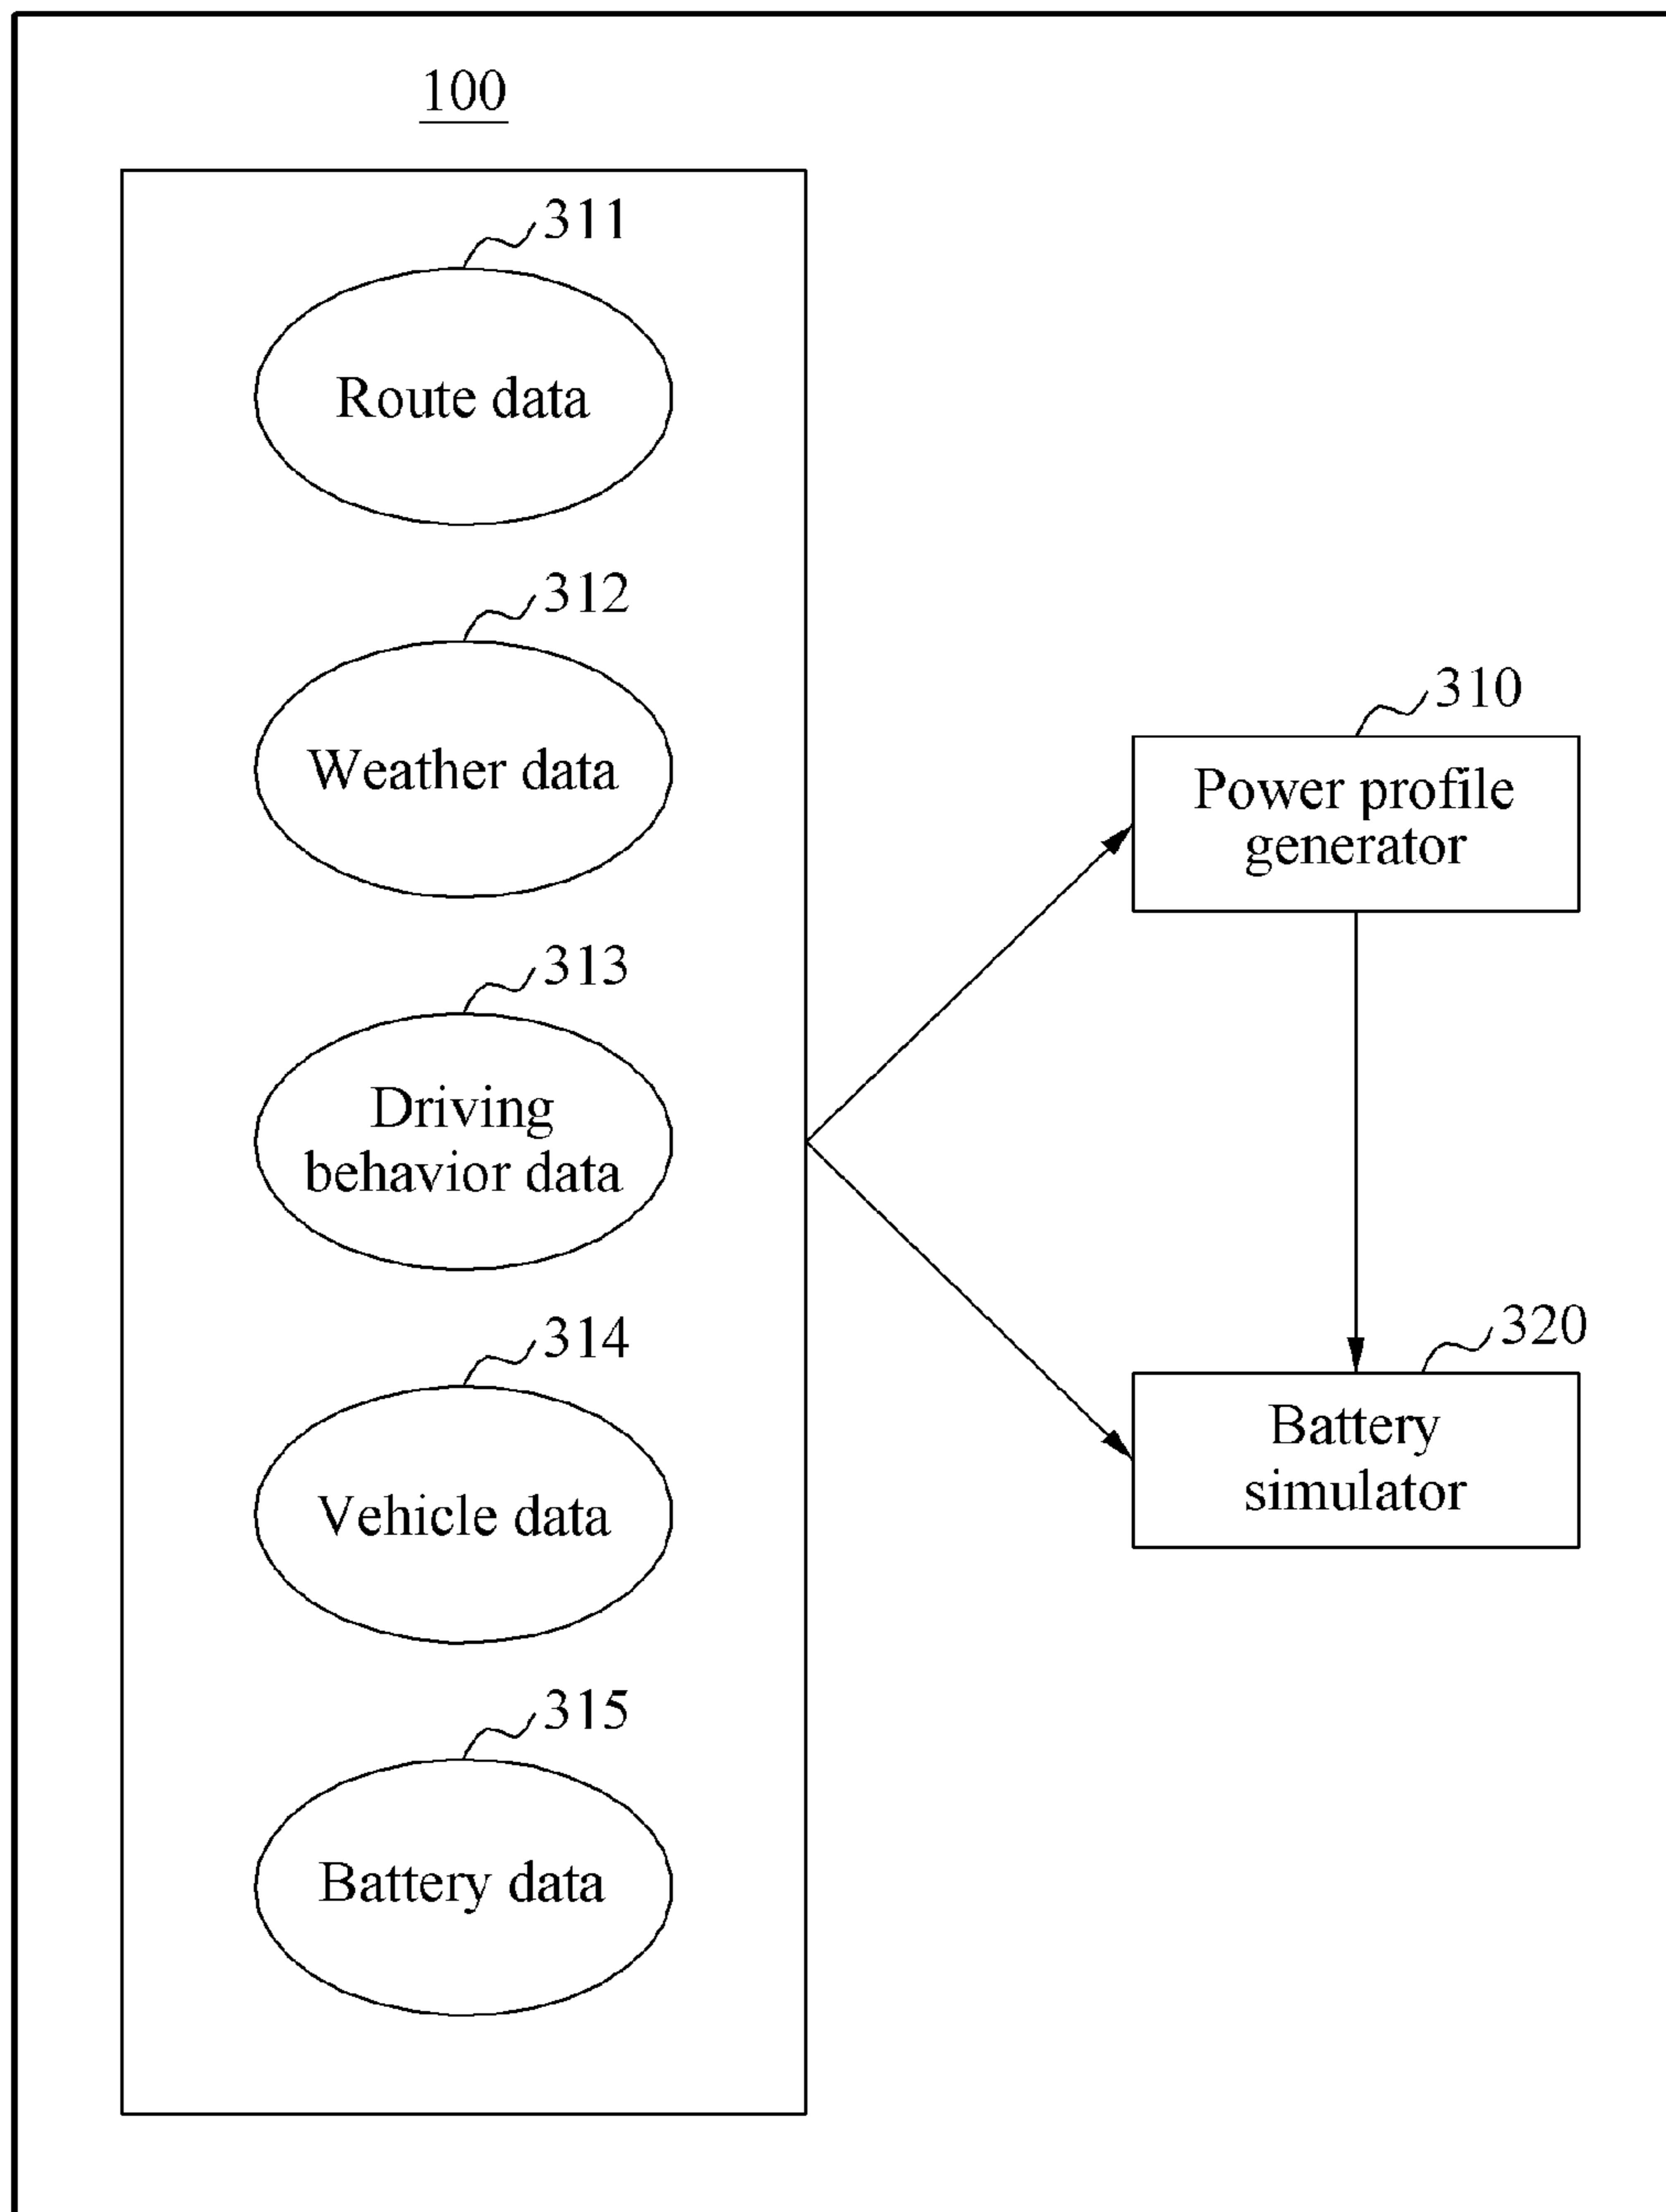 100
311
Route data
312
Weather data
313
Driving
behavior data
314
Vehicle data
315
Battery data
310
Power profile
generator
320
Battery
simulator